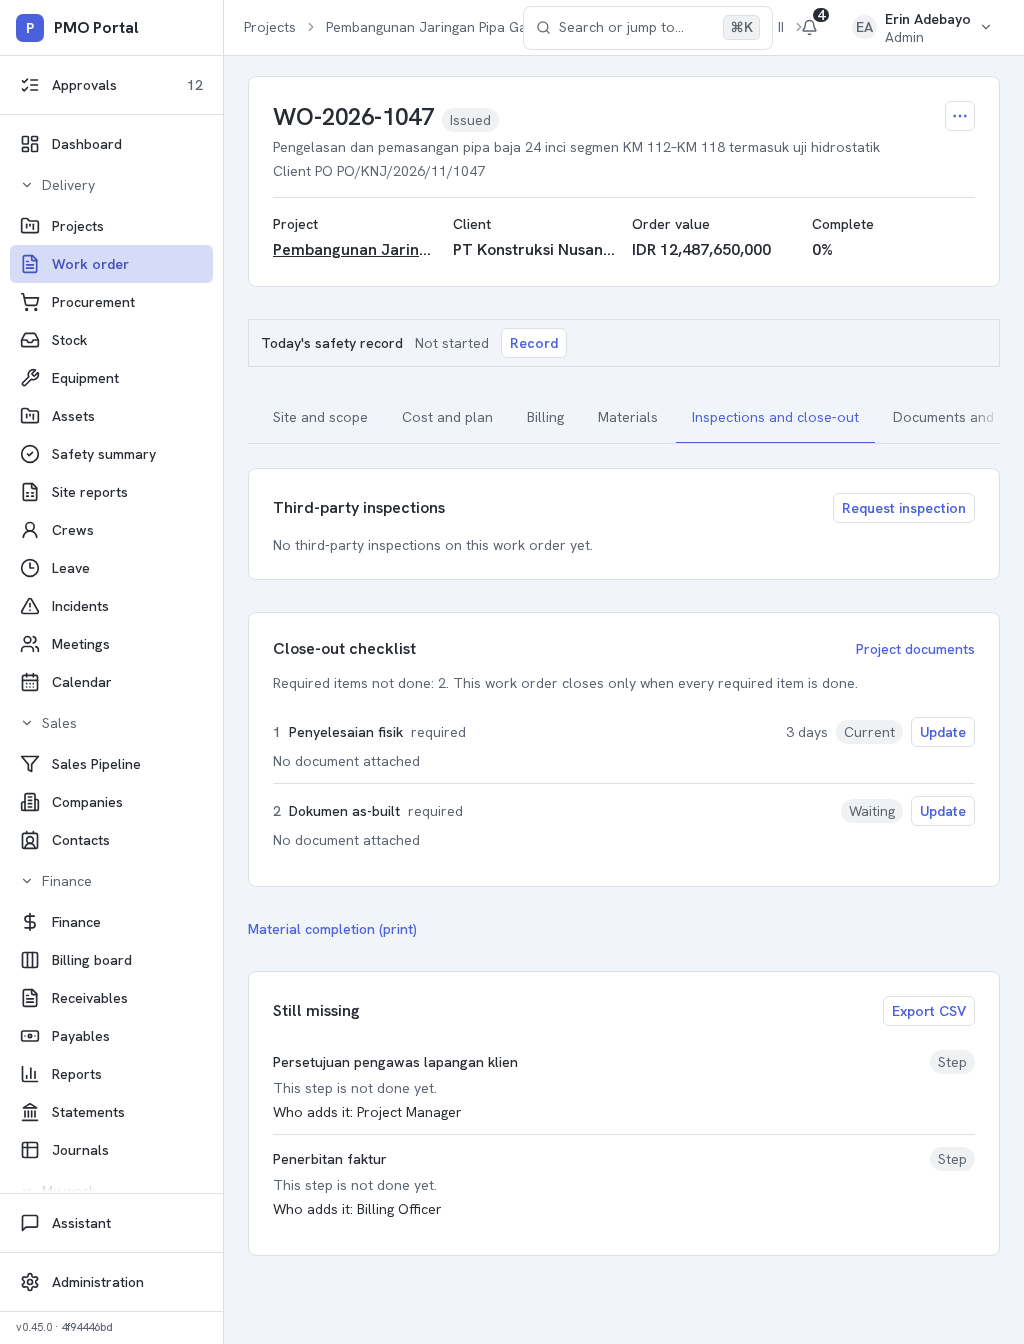 P PMO Portal
Projects > Pembangunan Jaringan Pipa Ga
Search or jump to... ⌘K
II >
4
EA Erin Adebayo
Admin
Approvals 12
Dashboard
Delivery
Projects
Work order
Procurement
Stock
Equipment
Assets
Safety summary
Site reports
Crews
Leave
Incidents
Meetings
Calendar
Sales
Sales Pipeline
Companies
Contacts
Finance
Finance
Billing board
Receivables
Payables
Reports
Statements
Journals
My work
Assistant
Administration
v0.45.0 · 4f94446bd
WO-2026-1047 Issued
...
Pengelasan dan pemasangan pipa baja 24 inci segmen KM 112–KM 118 termasuk uji hidrostatik
Client PO PO/KNJ/2026/11/1047
Project Client Order value Complete
Pembangunan Jarin... PT Konstruksi Nusan... IDR 12,487,650,000 0%
Today's safety record Not started Record
Site and scope Cost and plan Billing Materials Inspections and close-out Documents and
Third-party inspections Request inspection
No third-party inspections on this work order yet.
Close-out checklist Project documents
Required items not done: 2. This work order closes only when every required item is done.
1 Penyelesaian fisik required 3 days Current Update
No document attached
2 Dokumen as-built required Waiting Update
No document attached
Material completion (print)
Still missing Export CSV
Persetujuan pengawas lapangan klien Step
This step is not done yet.
Who adds it: Project Manager
Penerbitan faktur Step
This step is not done yet.
Who adds it: Billing Officer